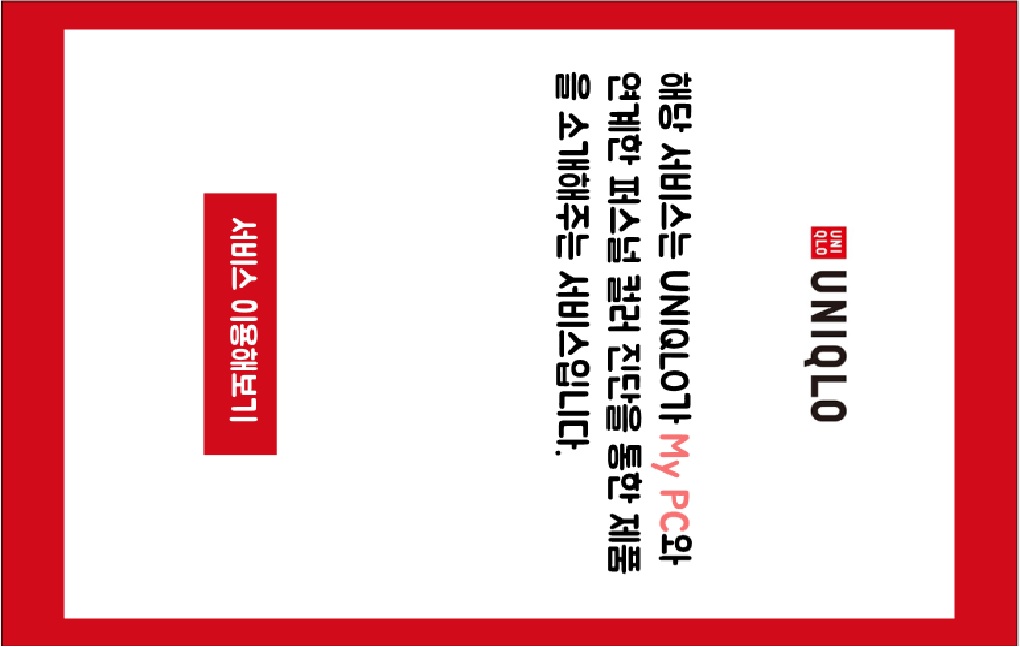 UNI
QLO
UNIQLO
해당 서비스는 UNIQLO가 My PC와
연계한 퍼스널 컬러 진단을 통한 제품
을 소개해주는 서비스입니다.
서비스 이용해보기